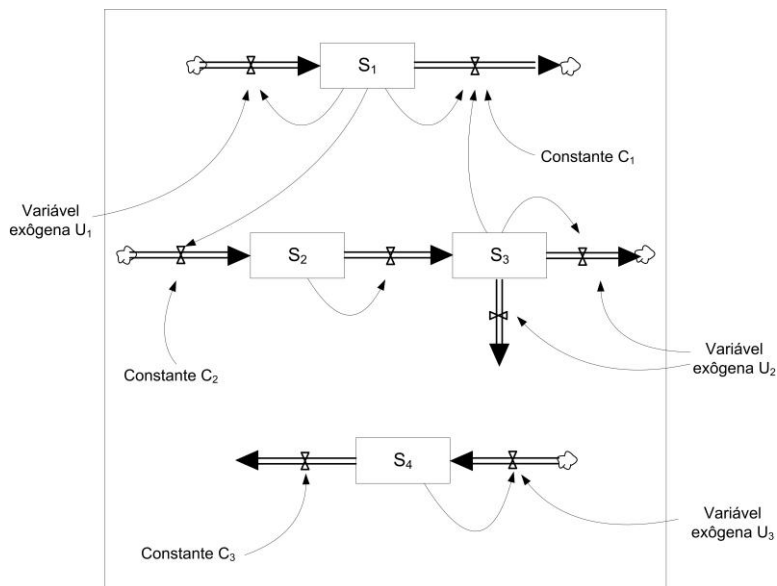 S₁
Constante C₁
Variável
exôgena U₁
S₂
S₃
Constante C₂
Variável
exôgena U₂
S₄
Variável
exôgena U₃
Constante C₃